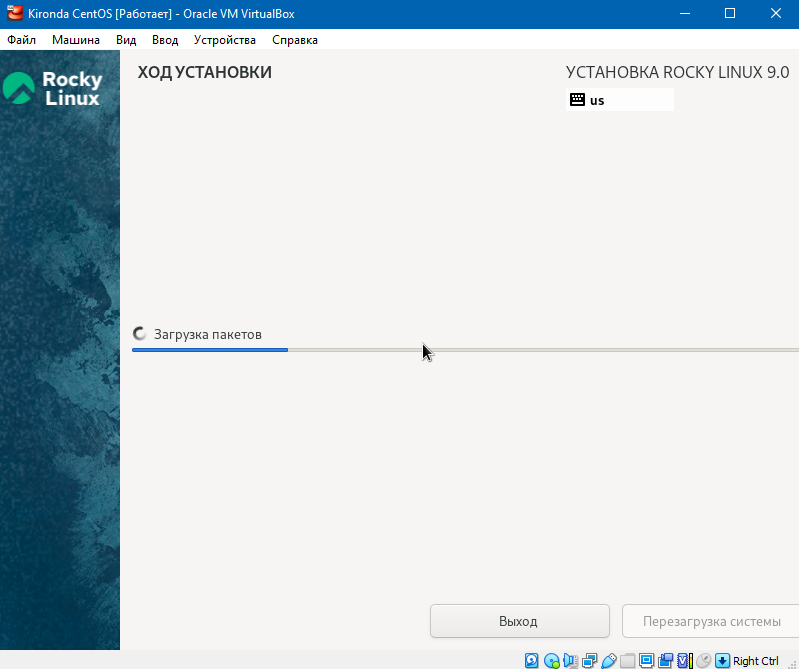 Kironda CentOS [Работает] - Oracle VM VirtualBox
Файл Машина Вид Ввод Устройства Справка
Rocky
Linux
ХОД УСТАНОВКИ
УСТАНОВКА ROCKY LINUX 9.0
us
Загрузка пакетов
Выход
Перезагрузка системы
Right Ctrl